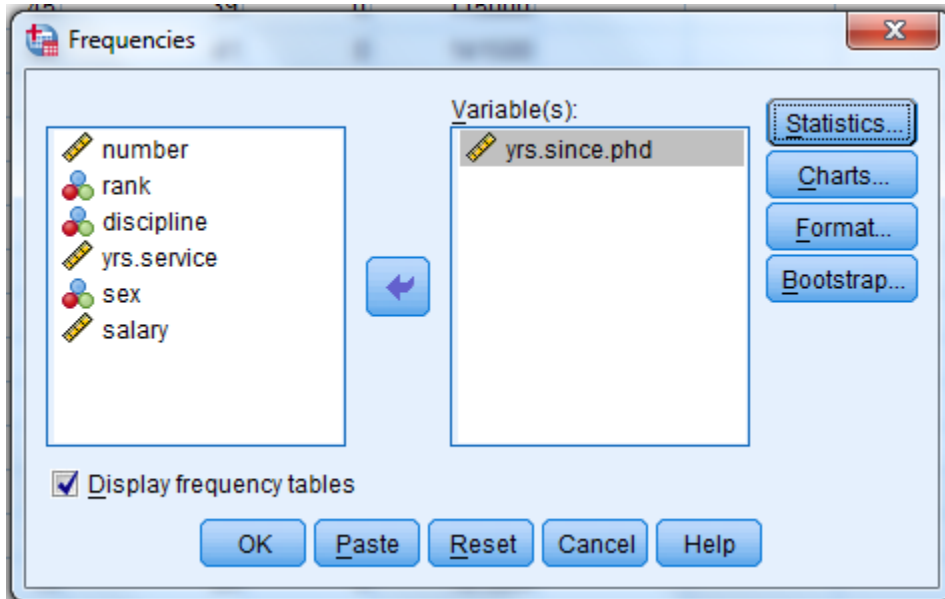 Frequencies
Variable(s):
number
rank
discipline
yrs.service
sex
salary
yrs.since.phd
Statistics...
Charts...
Format...
Bootstrap...
Display frequency tables
OK
Paste
Reset
Cancel
Help